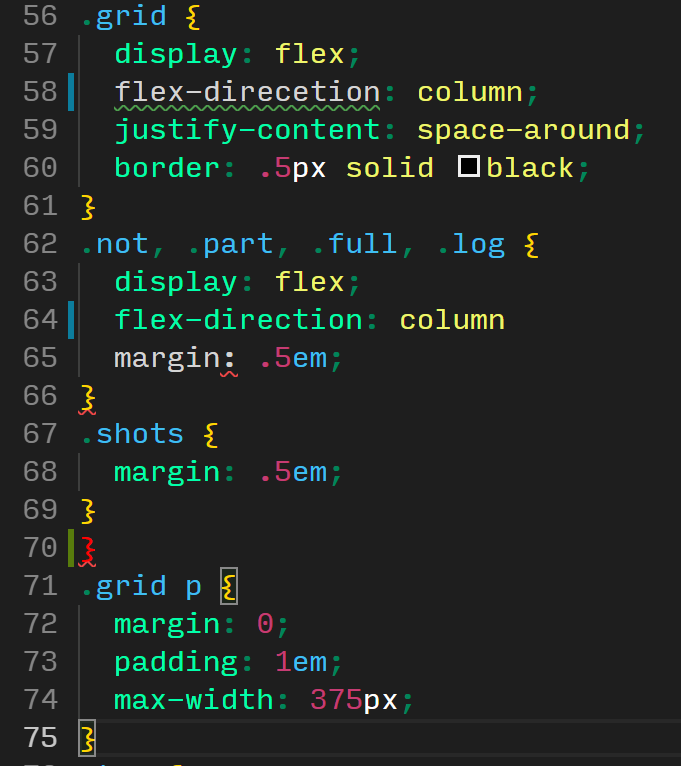 56 .grid {
57 display: flex;
58 flex-direcetion: column;
59 justify-content: space-around;
60 border: .5px solid black;
61 }
62 .not, .part, .full, .log {
63 display: flex;
64 flex-direction: column
65 margin: .5em;
66 }
67 .shots {
68 margin: .5em;
69 }
70 }
71 .grid p {
72 margin: 0;
73 padding: 1em;
74 max-width: 375px;
75 }